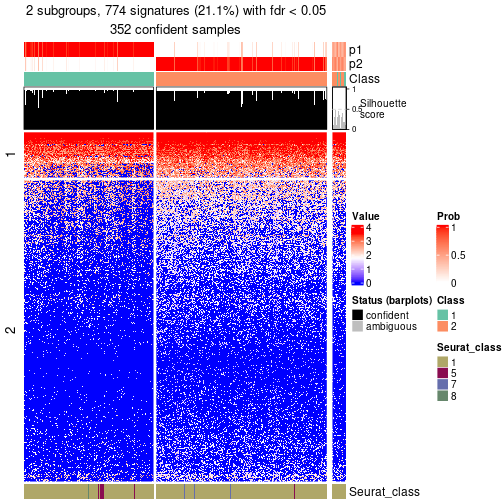 2 subgroups, 774 signatures (21.1%) with fdr < 0.05
352 confident samples
p1
p2
Class
1
0.5
0
Silhouette
score
1
2
Value
4
3
2
1
0
Prob
1
0.5
0
Status (barplots)
confident
ambiguous
Class
1
2
Seurat_class
1
5
7
8
Seurat_class